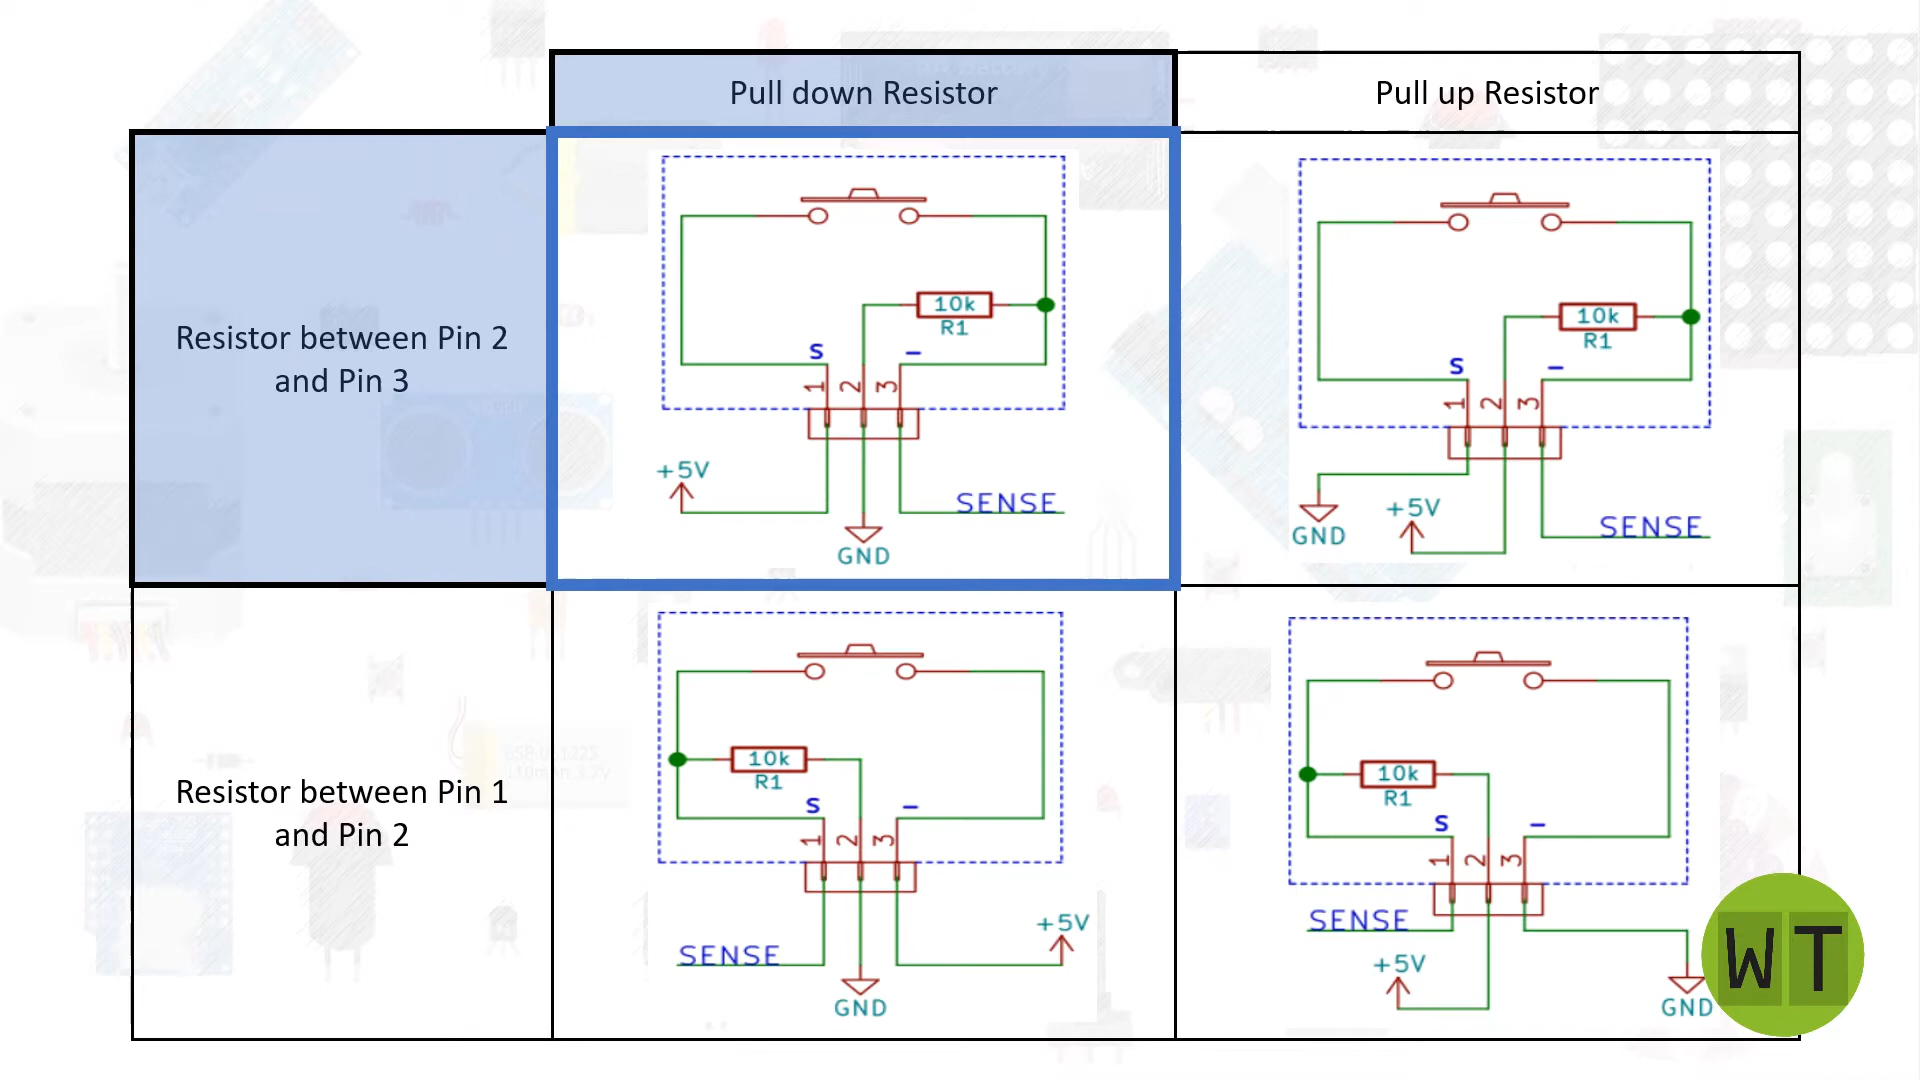 Pull down Resistor
Pull up Resistor
Resistor between Pin 2
and Pin 3
10k
R1
S
–
1 2 3
+5V
SENSE
GND
10k
R1
S
–
1 2 3
+5V
GND
SENSE
Resistor between Pin 1
and Pin 2
10k
R1
S
–
1 2 3
+5V
SENSE
GND
10k
R1
S
–
1 2 3
SENSE
+5V
GND
WT